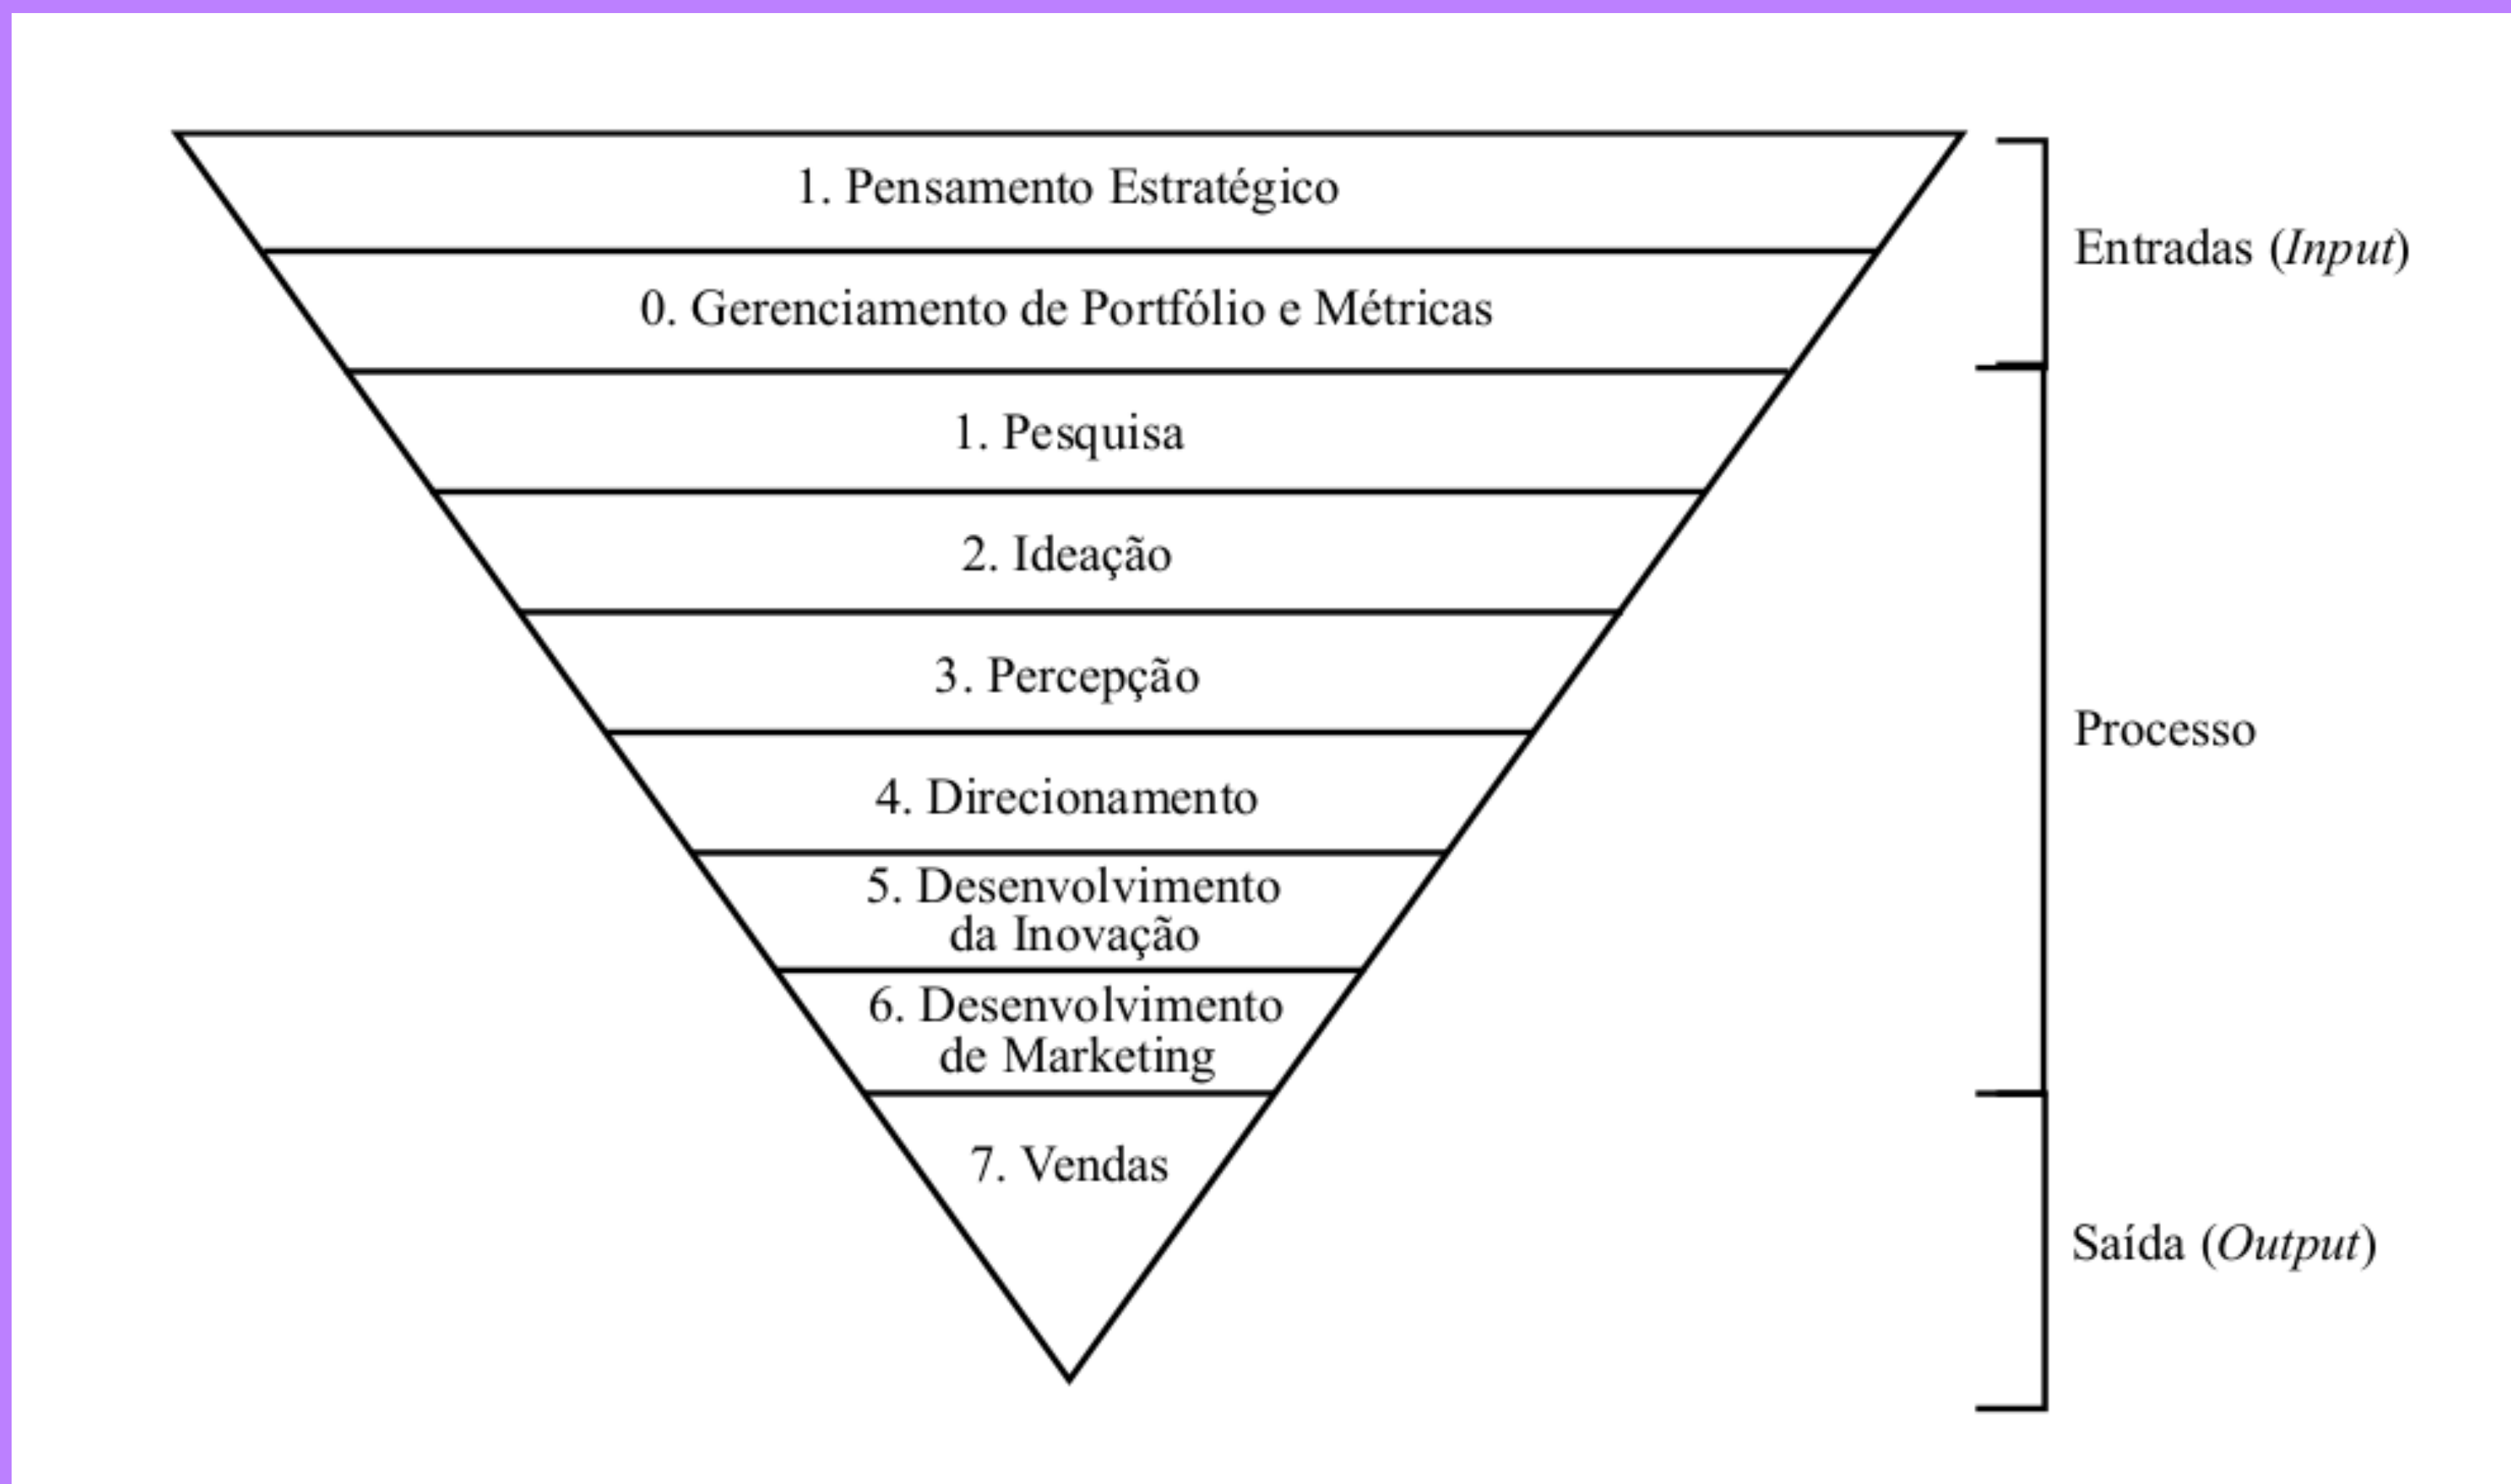 1. Pensamento Estratégico
0. Gerenciamento de Portfólio e Métricas
1. Pesquisa
2. Ideação
3. Percepção
4. Direcionamento
5. Desenvolvimento
da Inovação
6. Desenvolvimento
de Marketing
7. Vendas
Entradas (Input)
Processo
Saída (Output)